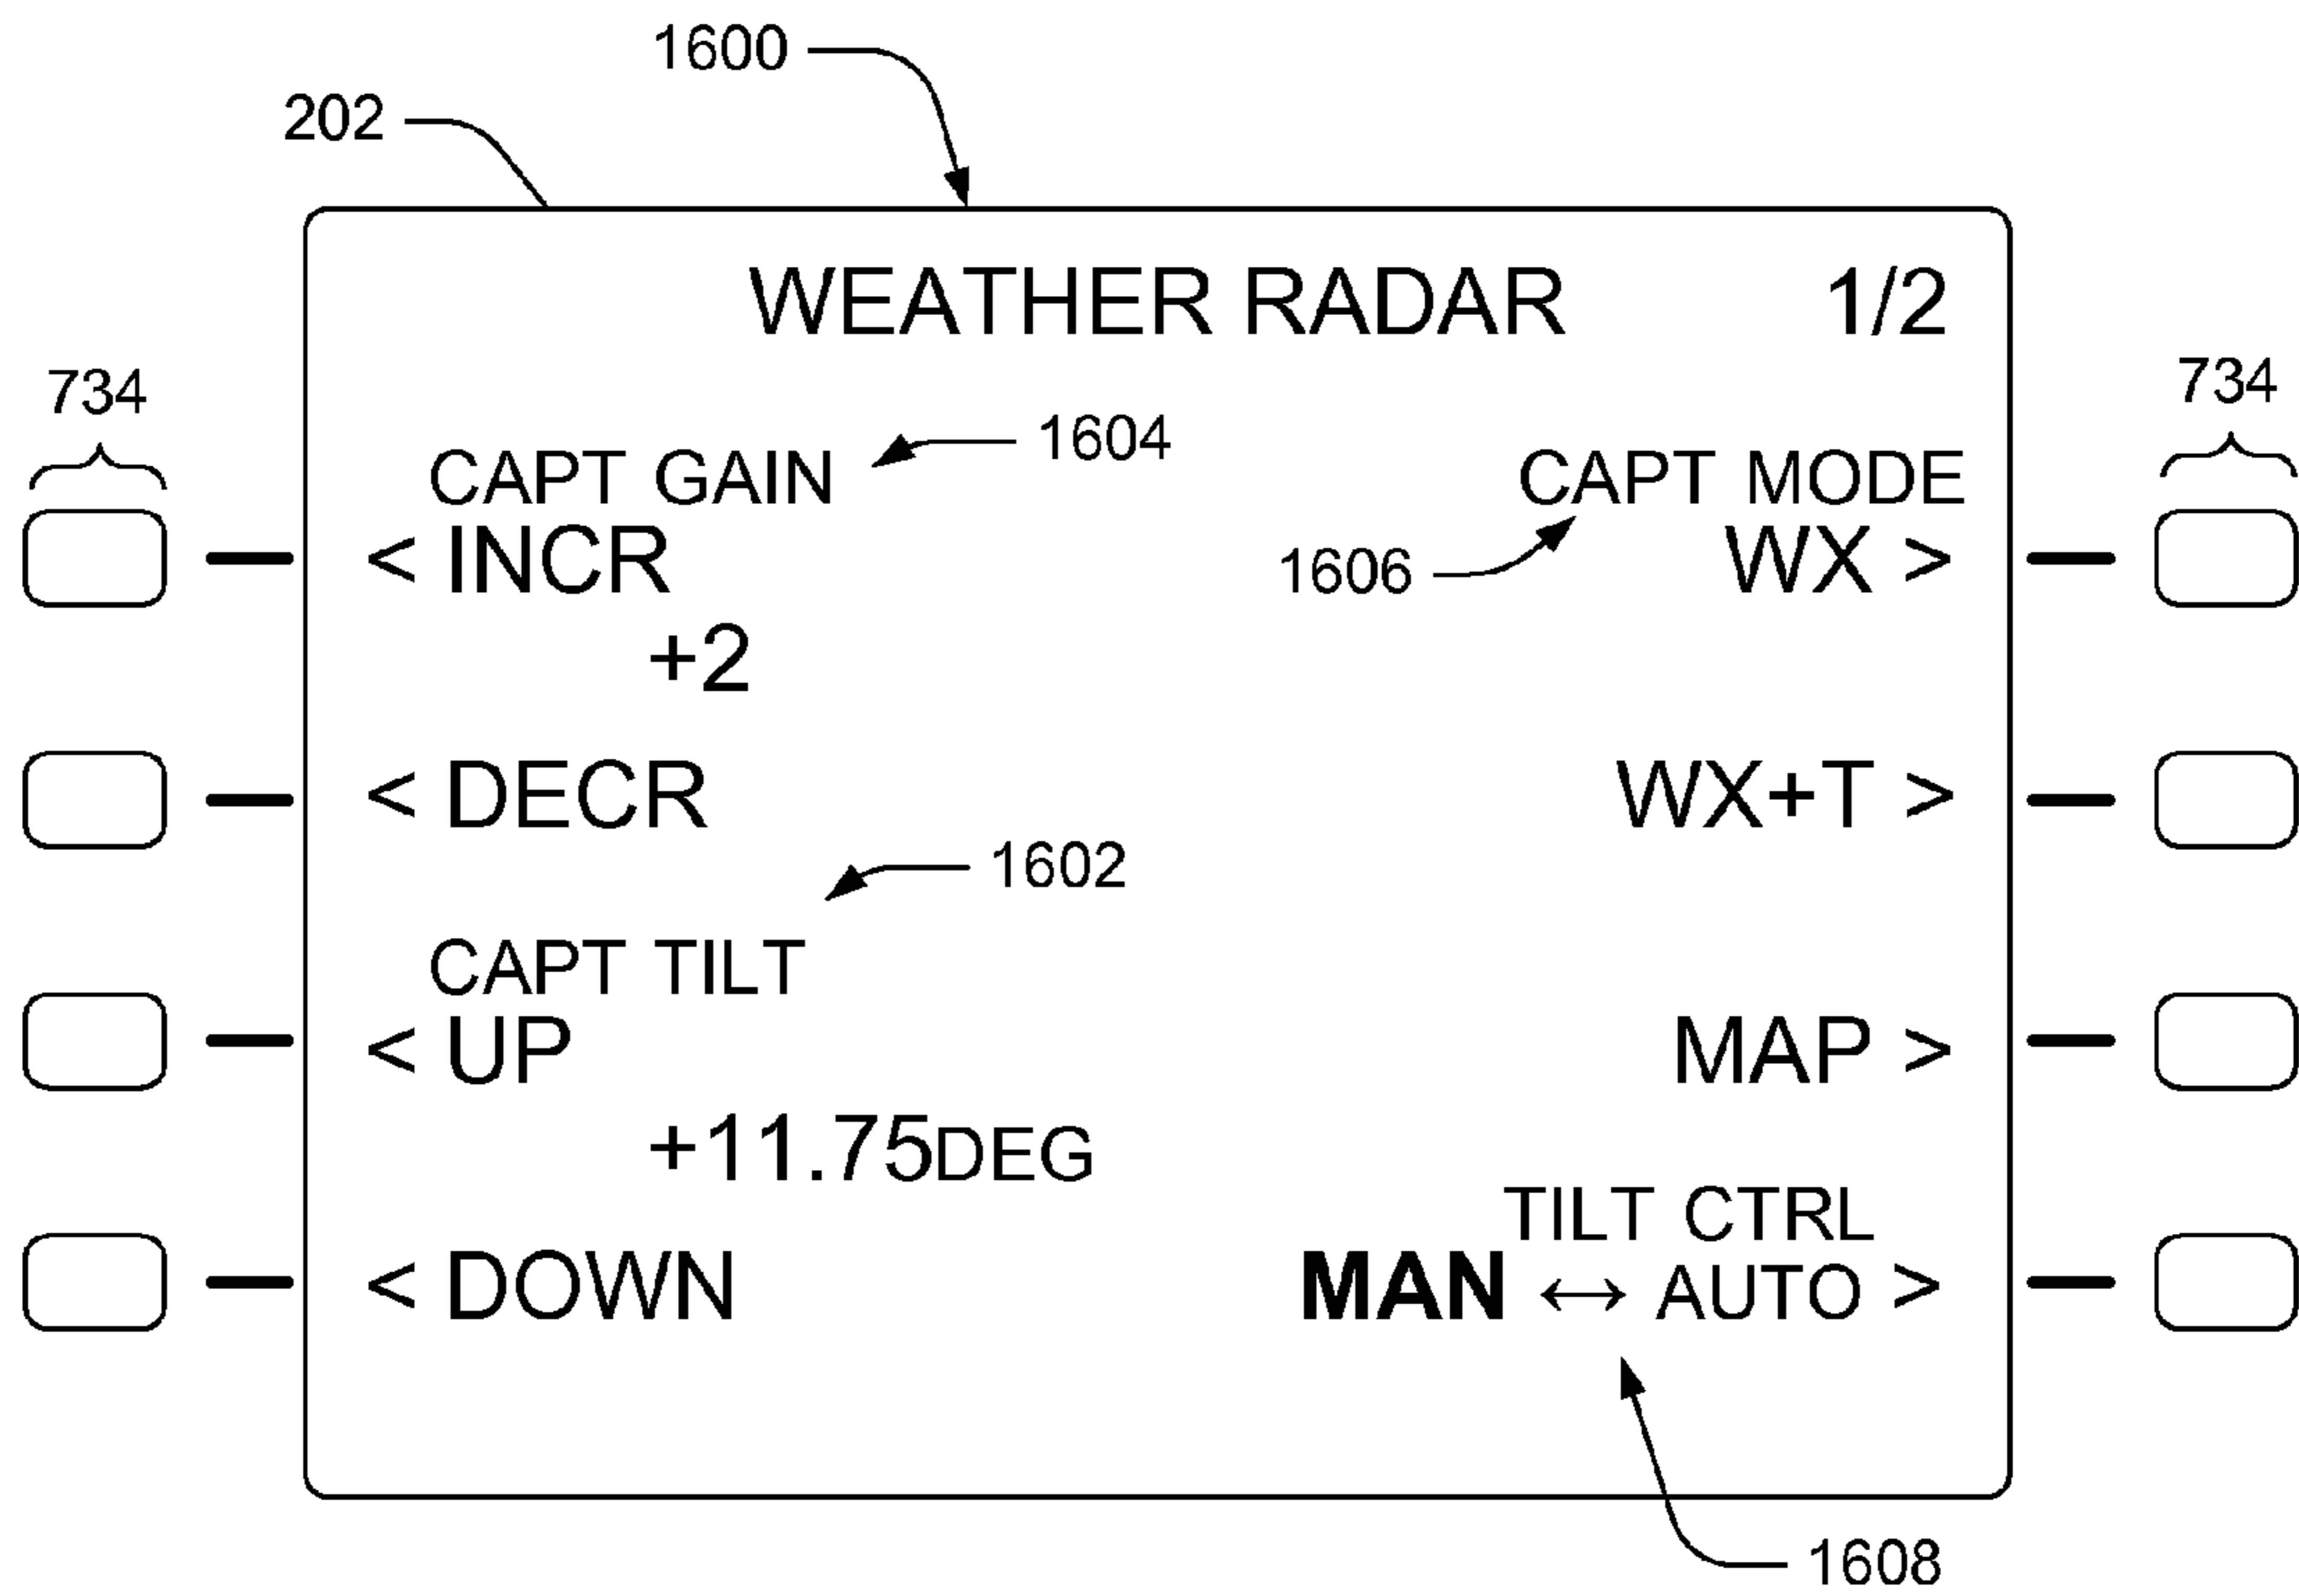 1600
202
WEATHER RADAR 1/2
734
734
CAPT GAIN
1604
CAPT MODE
< INCR
1606
WX >
+2
< DECR
WX+T >
1602
CAPT TILT
< UP
MAP >
+11.75DEG
TILT CTRL
< DOWN
MAN ↔ AUTO >
1608